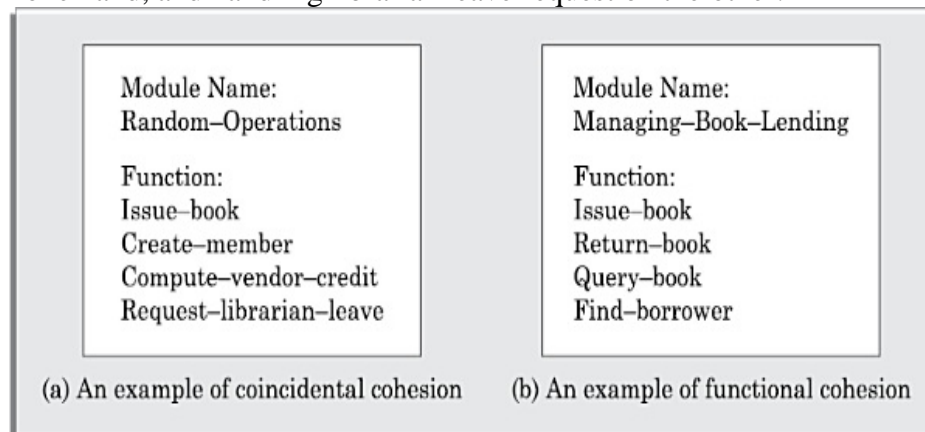 Module Name:
Random–Operations
Function:
Issue–book
Create–member
Compute–vendor–credit
Request–librarian–leave
(a) An example of coincidental cohesion
Module Name:
Managing–Book–Lending
Function:
Issue–book
Return–book
Query–book
Find–borrower
(b) An example of functional cohesion